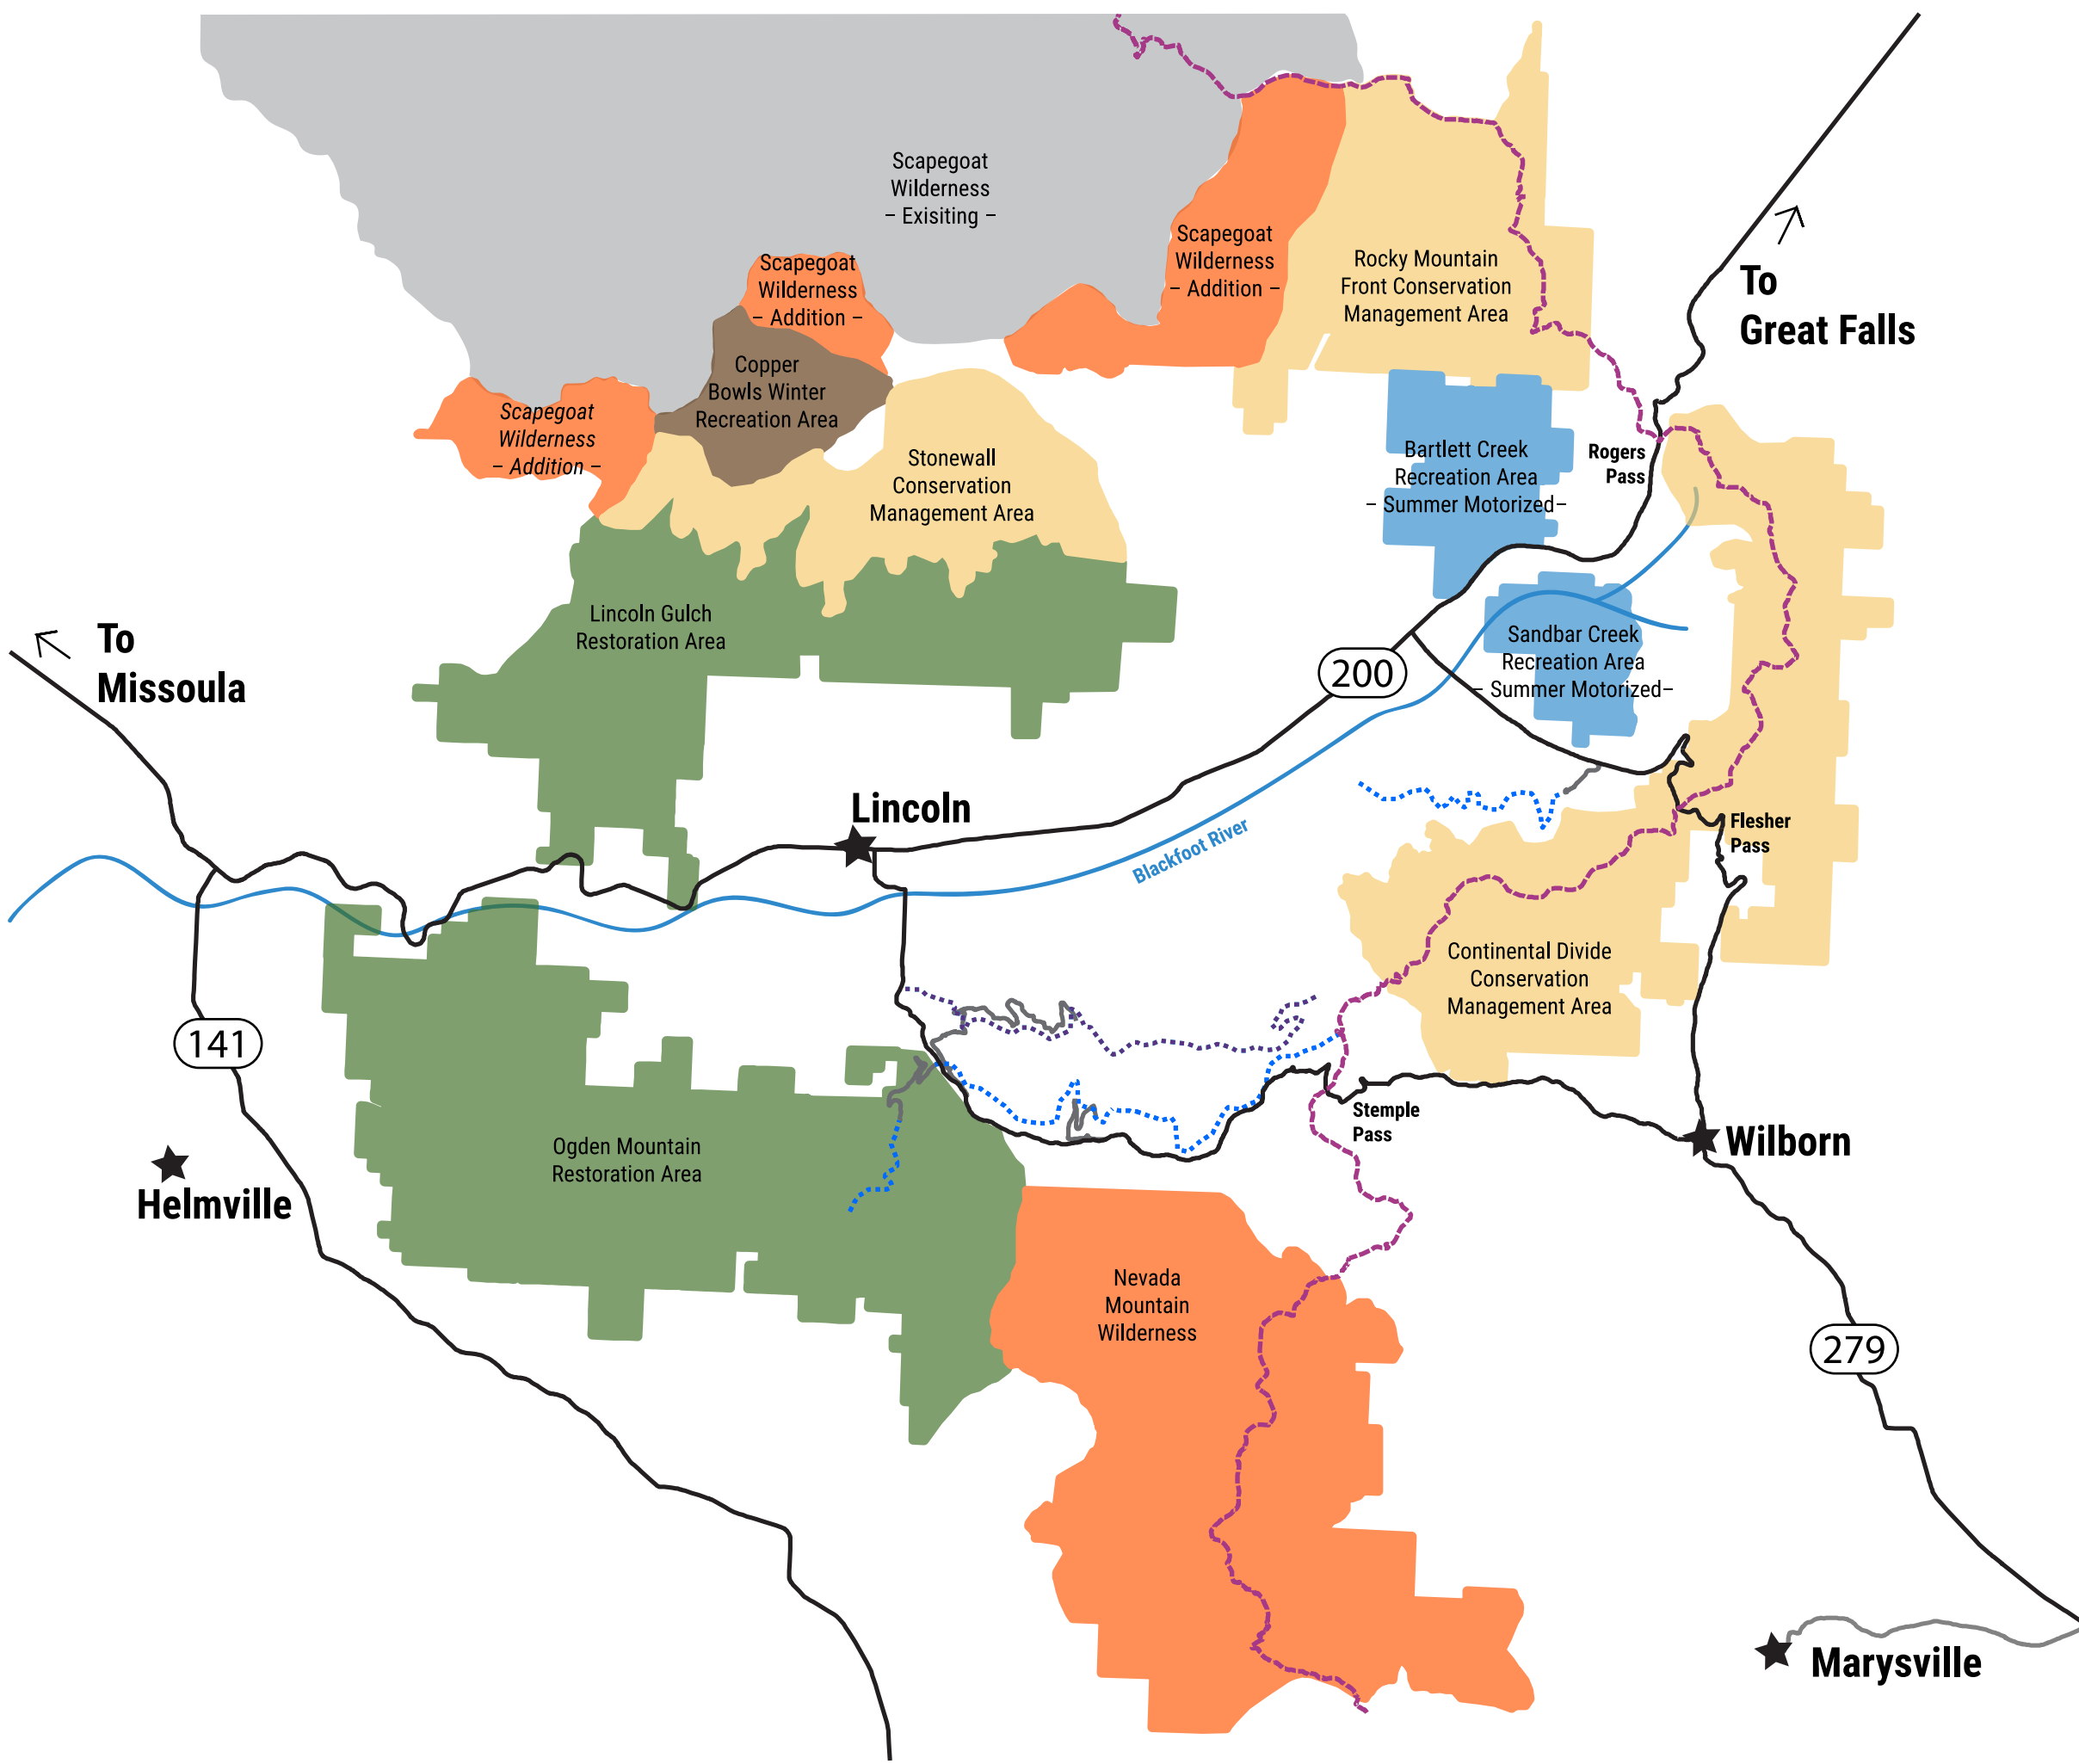 Scapegoat
Wilderness
– Exisiting –
Scapegoat
Wilderness
– Addition –
Scapegoat
Wilderness
– Addition –
Rocky Mountain
Front Conservation
Management Area
To
Great Falls
Copper
Bowls Winter
Recreation Area
Scapegoat
Wilderness
– Addition –
Stonewall
Conservation
Management Area
Bartlett Creek
Recreation Area
– Summer Motorized–
Rogers
Pass
Lincoln Gulch
Restoration Area
To
Missoula
Sandbar Creek
Recreation Area
– Summer Motorized–
200
Lincoln
Blackfoot River
Flesher
Pass
Continental Divide
Conservation
Management Area
141
Stemple
Pass
Wilborn
Ogden Mountain
Restoration Area
Helmville
Nevada
Mountain
Wilderness
279
Marysville